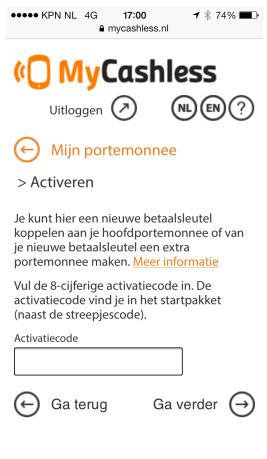 KPN NL 4G 17:00 74%
mycashless.nl
MyCashless
Uitloggen NL EN ?
Mijn portemonnee
> Activeren
Je kunt hier een nieuwe betaalsleutel
koppelen aan je hoofdportemonnee of van
je nieuwe betaalsleutel een extra
portemonnee maken. Meer informatie
Vul de 8-cijferige activatiecode in. De
activatiecode vind je in het startpakket
(naast de streepjescode).
Activatiecode
Ga terug Ga verder